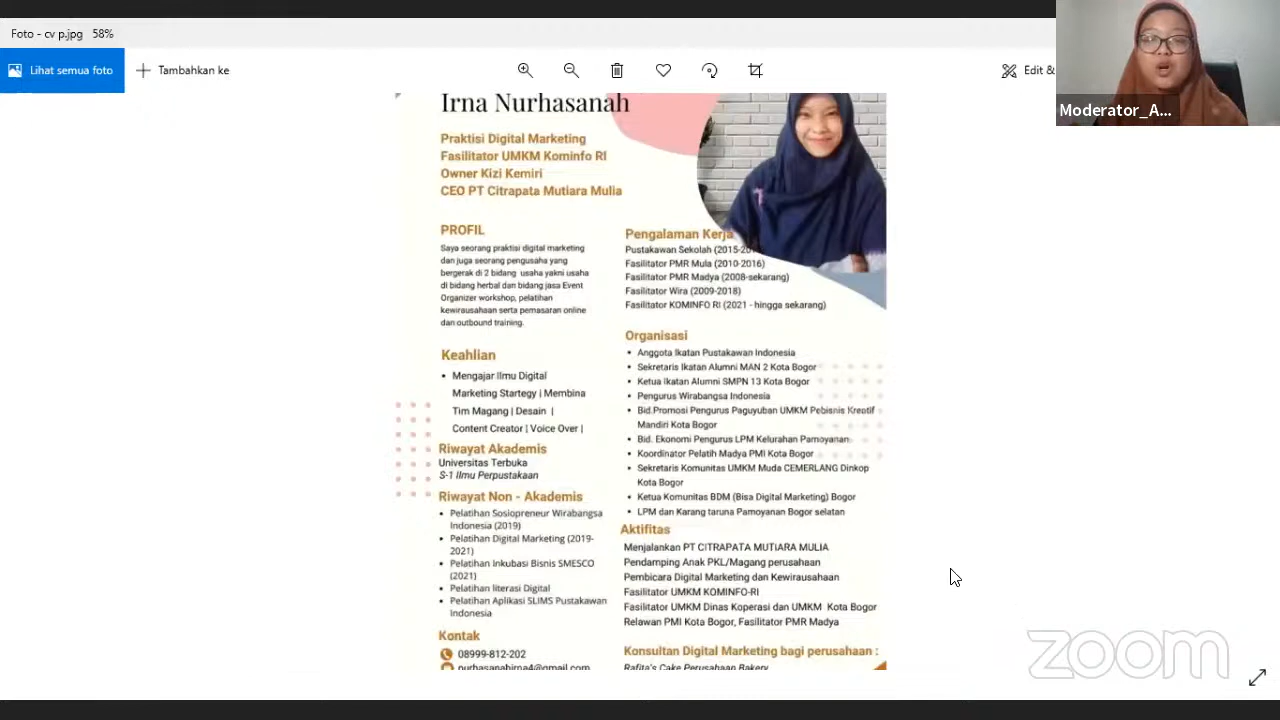 Foto - cv p.jpg 58%
Lihat semua foto
Tambahkan ke
Edit &
Moderator_A...
Irna Nurhasanah
Praktisi Digital Marketing
Fasilitator UMKM Kominfo RI
Owner Kizi Kemiri
CEO PT Citrapata Mutiara Mulia
PROFIL
Saya seorang praktisi digital marketing
dan juga seorang pengusaha yang
bergerak di 2 bidang usaha yakni usaha
di bidang herbal dan bidang jasa Event
Organizer workshop, pelatihan
kewirausahaan serta pemasaran online
dan outbound training.
Keahlian
• Mengajar Ilmu Digital
Marketing Startegy | Membina
Tim Magang | Desain |
Content Creator | Voice Over |
Riwayat Akademis
Universitas Terbuka
S-1 Ilmu Perpustakaan
Riwayat Non - Akademis
• Pelatihan Sosiopreneur Wirabangsa
Indonesia (2019)
• Pelatihan Digital Marketing (2019-
2021)
• Pelatihan Inkubasi Bisnis SMESCO
(2021)
• Pelatihan literasi Digital
• Pelatihan Aplikasi SLIMS Pustakawan
Indonesia
Kontak
08999-812-202
nurhasanahirna4@gmail.com
Pengalaman Kerja
Pustakawan Sekolah (2015-20
Fasilitator PMR Mula (2010-2016)
Fasilitator PMR Madya (2008-sekarang)
Fasilitator Wira (2009-2018)
Fasilitator KOMINFO RI (2021 - hingga sekarang)
Organisasi
• Anggota Ikatan Pustakawan Indonesia
• Sekretaris Ikatan Alumni MAN 2 Kota Bogor
• Ketua Ikatan Alumni SMPN 13 Kota Bogor
• Pengurus Wirabangsa Indonesia
• Bid.Promosi Pengurus Paguyuban UMKM Pebisnis Kreatif
Mandiri Kota Bogor
• Bid. Ekonomi Pengurus LPM Kelurahan Pamoyanan
• Koordinator Pelatih Madya PMI Kota Bogor
• Sekretaris Komunitas UMKM Muda CEMERLANG Dinkop
Kota Bogor
• Ketua Komunitas BDM (Bisa Digital Marketing) Bogor
• LPM dan Karang taruna Pamoyanan Bogor selatan
Aktifitas
Menjalankan PT CITRAPATA MUTIARA MULIA
Pendamping Anak PKL/Magang perusahaan
Pembicara Digital Marketing dan Kewirausahaan
Fasilitator UMKM KOMINFO-RI
Fasilitator UMKM Dinas Koperasi dan UMKM Kota Bogor
Relawan PMI Kota Bogor, Fasilitator PMR Madya
Konsultan Digital Marketing bagi perusahaan :
Rafita's Cake Perusahaan Bakery
zoom